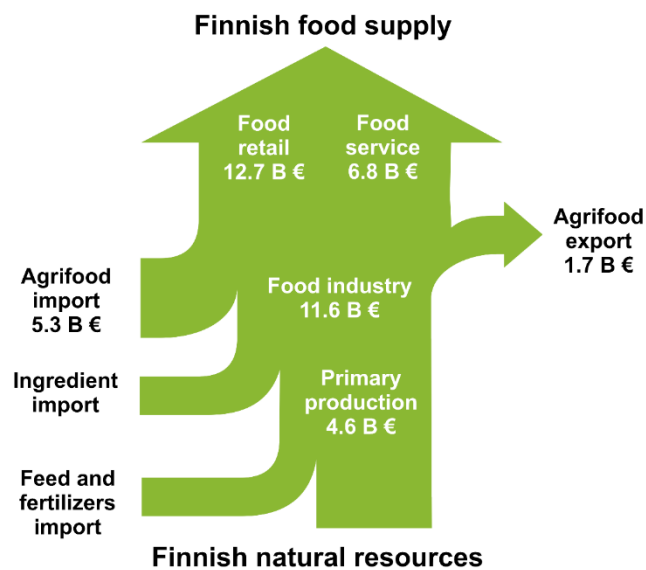 Finnish food supply
Food
retail
12.7 B €
Food
service
6.8 B €
Agrifood
export
1.7 B €
Agrifood
import
5.3 B €
Food industry
11.6 B €
Ingredient
import
Primary
production
4.6 B €
Feed and
fertilizers
import
Finnish natural resources